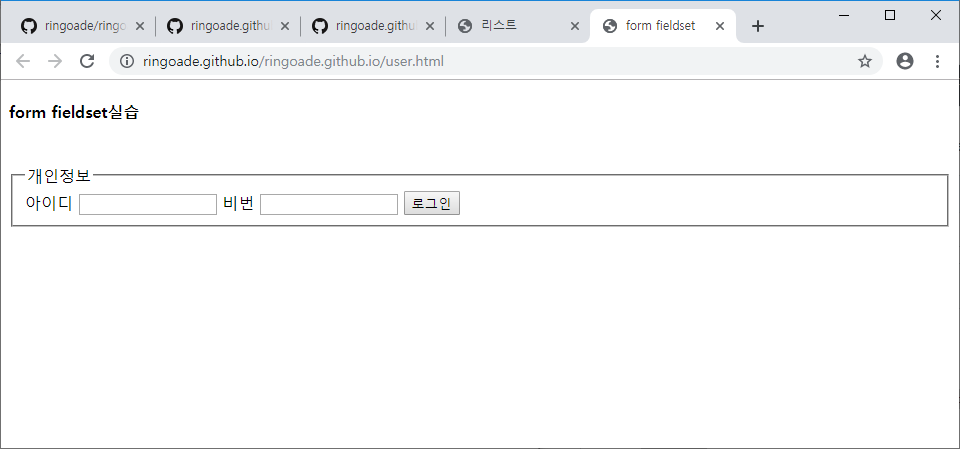 ringoade/ringo
ringoade.githu
ringoade.githu
리스트
form fieldset
ringoade.github.io/ringoade.github.io/user.html
form fieldset실습
개인정보
아이디 비번 로그인